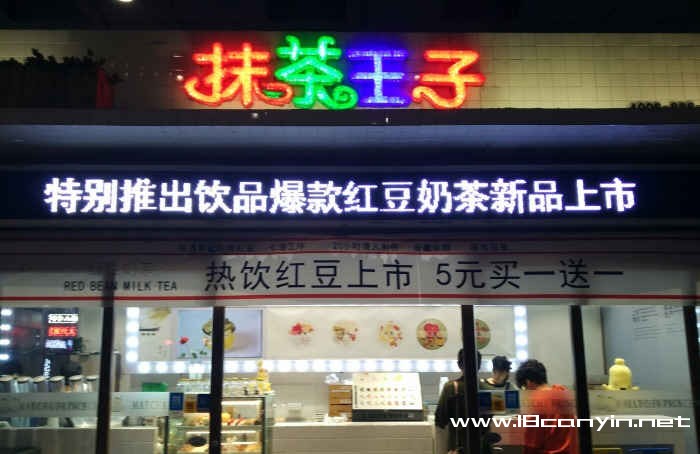 抹茶王子
特别推出饮品爆款红豆奶茶新品上市
热饮红豆上市 5元买一送一
RED BEAN MILK TEA
www.18canyin.net